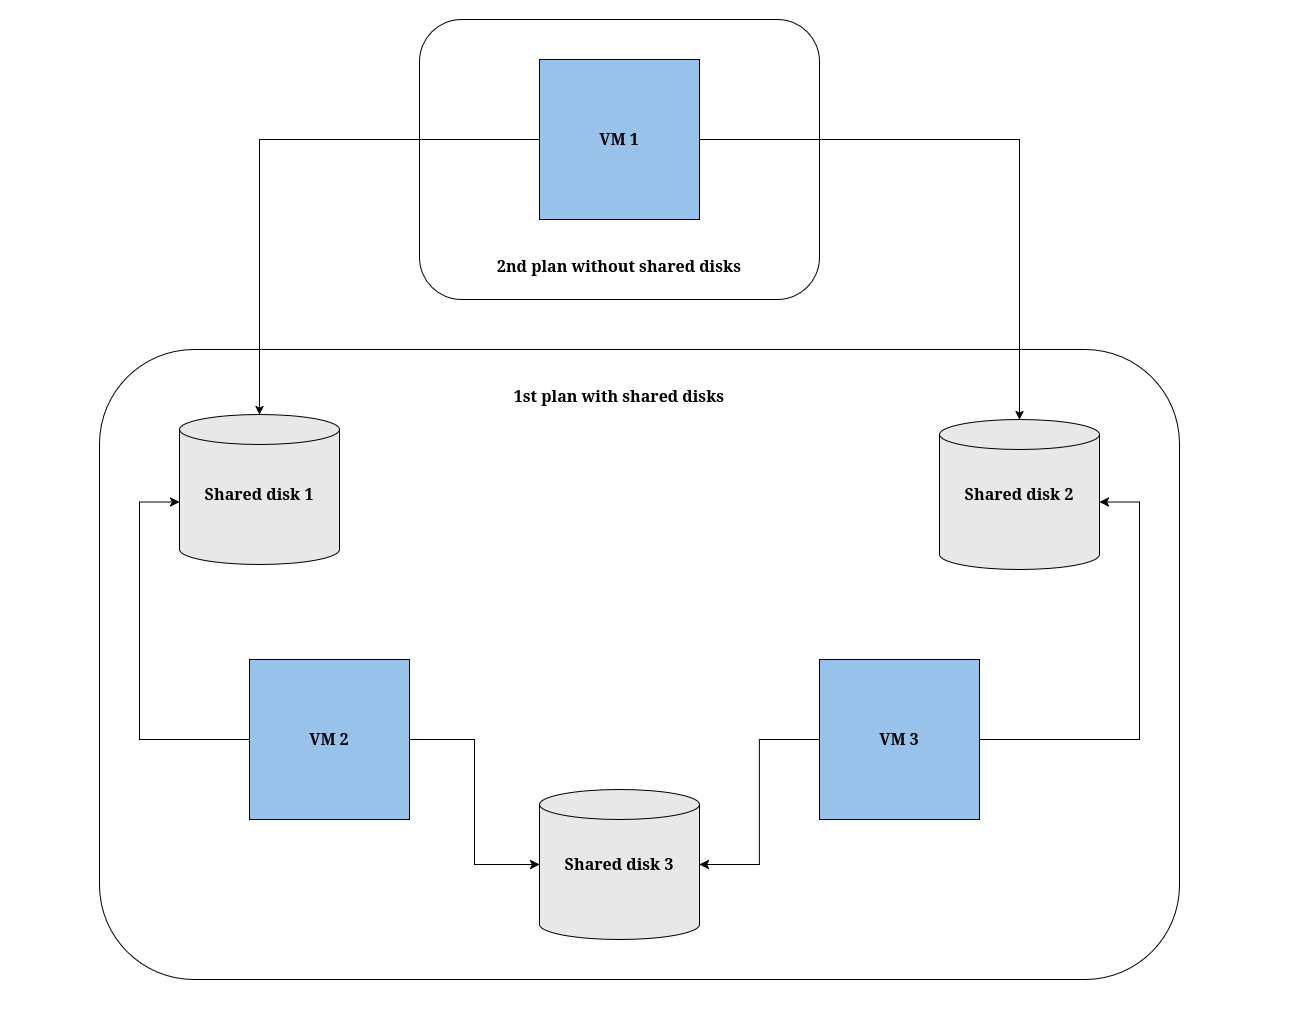 VM 1
2nd plan without shared disks
1st plan with shared disks
Shared disk 1
Shared disk 2
VM 2
VM 3
Shared disk 3